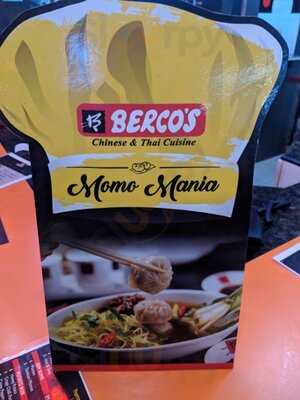 BERCO'S
Chinese & Thai Cuisine
Momo Mania